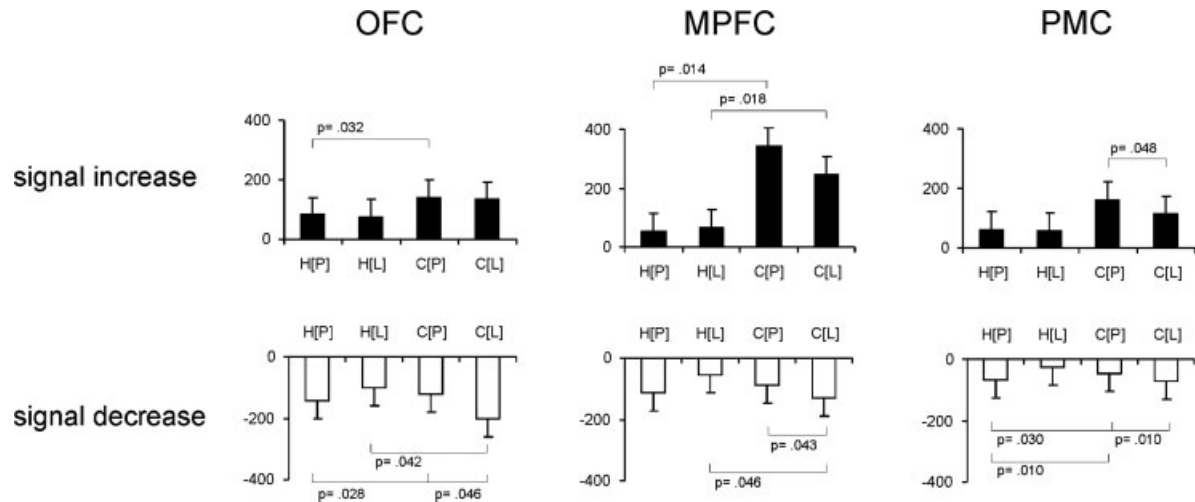 OFC MPFC PMC
p= .014
p= .018
p= .032
p= .048
signal increase
400 400 400
200 200 200
0 0 0
H[P] H[L] C[P] C[L] H[P] H[L] C[P] C[L] H[P] H[L] C[P] C[L]
signal decrease
H[P] H[L] C[P] C[L] H[P] H[L] C[P] C[L] H[P] H[L] C[P] C[L]
0 0 0
-200 -200 -200
p= .043 p= .030 p= .010
p= .042 p= .046 p= .010
-400 -400 -400
p= .028 p= .046